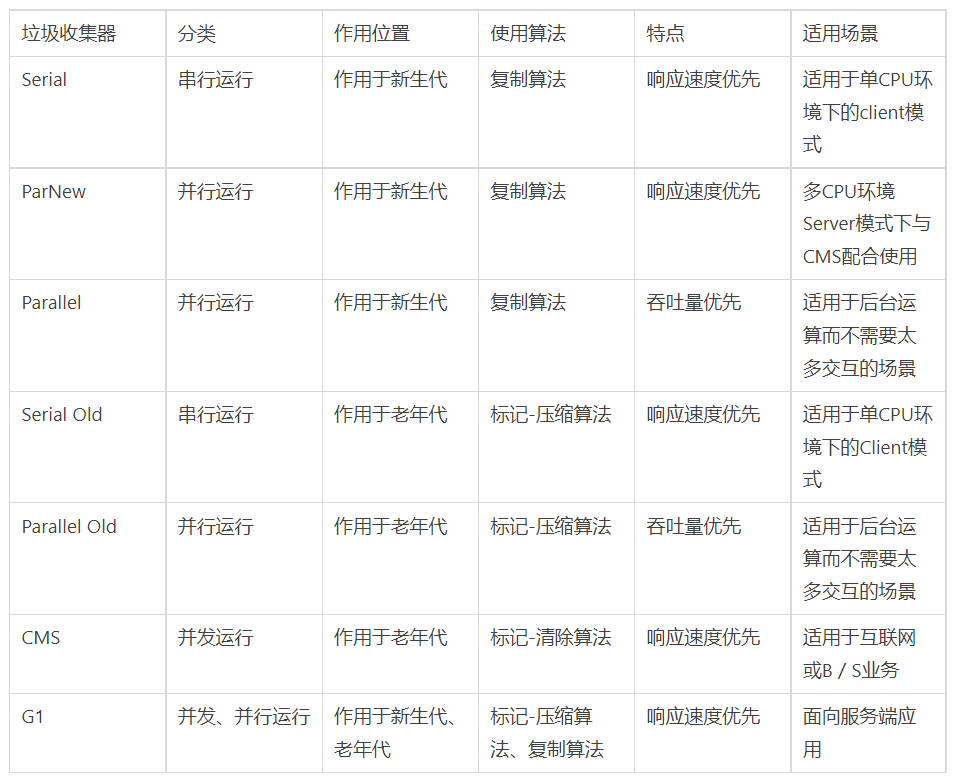 垃圾收集器 分类 作用位置 使用算法 特点 适用场景
Serial 串行运行 作用于新生代 复制算法 响应速度优先 适用于单CPU环
境下的client模
式
ParNew 并行运行 作用于新生代 复制算法 响应速度优先 多CPU环境
Server模式下与
CMS配合使用
Parallel 并行运行 作用于新生代 复制算法 吞吐量优先 适用于后台运
算而不需要太
多交互的场景
Serial Old 串行运行 作用于老年代 标记-压缩算法 响应速度优先 适用于单CPU环
境下的Client模
式
Parallel Old 并行运行 作用于老年代 标记-压缩算法 吞吐量优先 适用于后台运
算而不需要太
多交互的场景
CMS 并发运行 作用于老年代 标记-清除算法 响应速度优先 适用于互联网
或B / S业务
G1 并发、并行运行 作用于新生代、 标记-压缩算 响应速度优先 面向服务端应
老年代 法、复制算法 用